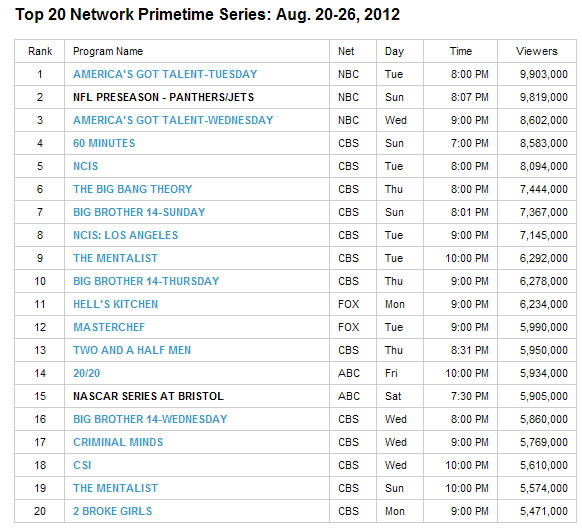 Top 20 Network Primetime Series: Aug. 20-26, 2012
Rank Program Name Net Day Time Viewers
1 AMERICA'S GOT TALENT-TUESDAY NBC Tue 8:00 PM 9,903,000
2 NFL PRESEASON - PANTHERS/JETS NBC Sun 8:07 PM 9,819,000
3 AMERICA'S GOT TALENT-WEDNESDAY NBC Wed 9:00 PM 8,602,000
4 60 MINUTES CBS Sun 7:00 PM 8,583,000
5 NCIS CBS Tue 8:00 PM 8,094,000
6 THE BIG BANG THEORY CBS Thu 8:00 PM 7,444,000
7 BIG BROTHER 14-SUNDAY CBS Sun 8:01 PM 7,367,000
8 NCIS: LOS ANGELES CBS Tue 9:00 PM 7,145,000
9 THE MENTALIST CBS Tue 10:00 PM 6,292,000
10 BIG BROTHER 14-THURSDAY CBS Thu 9:00 PM 6,278,000
11 HELL'S KITCHEN FOX Mon 9:00 PM 6,234,000
12 MASTERCHEF FOX Tue 9:00 PM 5,990,000
13 TWO AND A HALF MEN CBS Thu 8:31 PM 5,950,000
14 20/20 ABC Fri 10:00 PM 5,934,000
15 NASCAR SERIES AT BRISTOL ABC Sat 7:30 PM 5,905,000
16 BIG BROTHER 14-WEDNESDAY CBS Wed 8:00 PM 5,860,000
17 CRIMINAL MINDS CBS Wed 9:00 PM 5,769,000
18 CSI CBS Wed 10:00 PM 5,610,000
19 THE MENTALIST CBS Sun 10:00 PM 5,574,000
20 2 BROKE GIRLS CBS Mon 9:00 PM 5,471,000